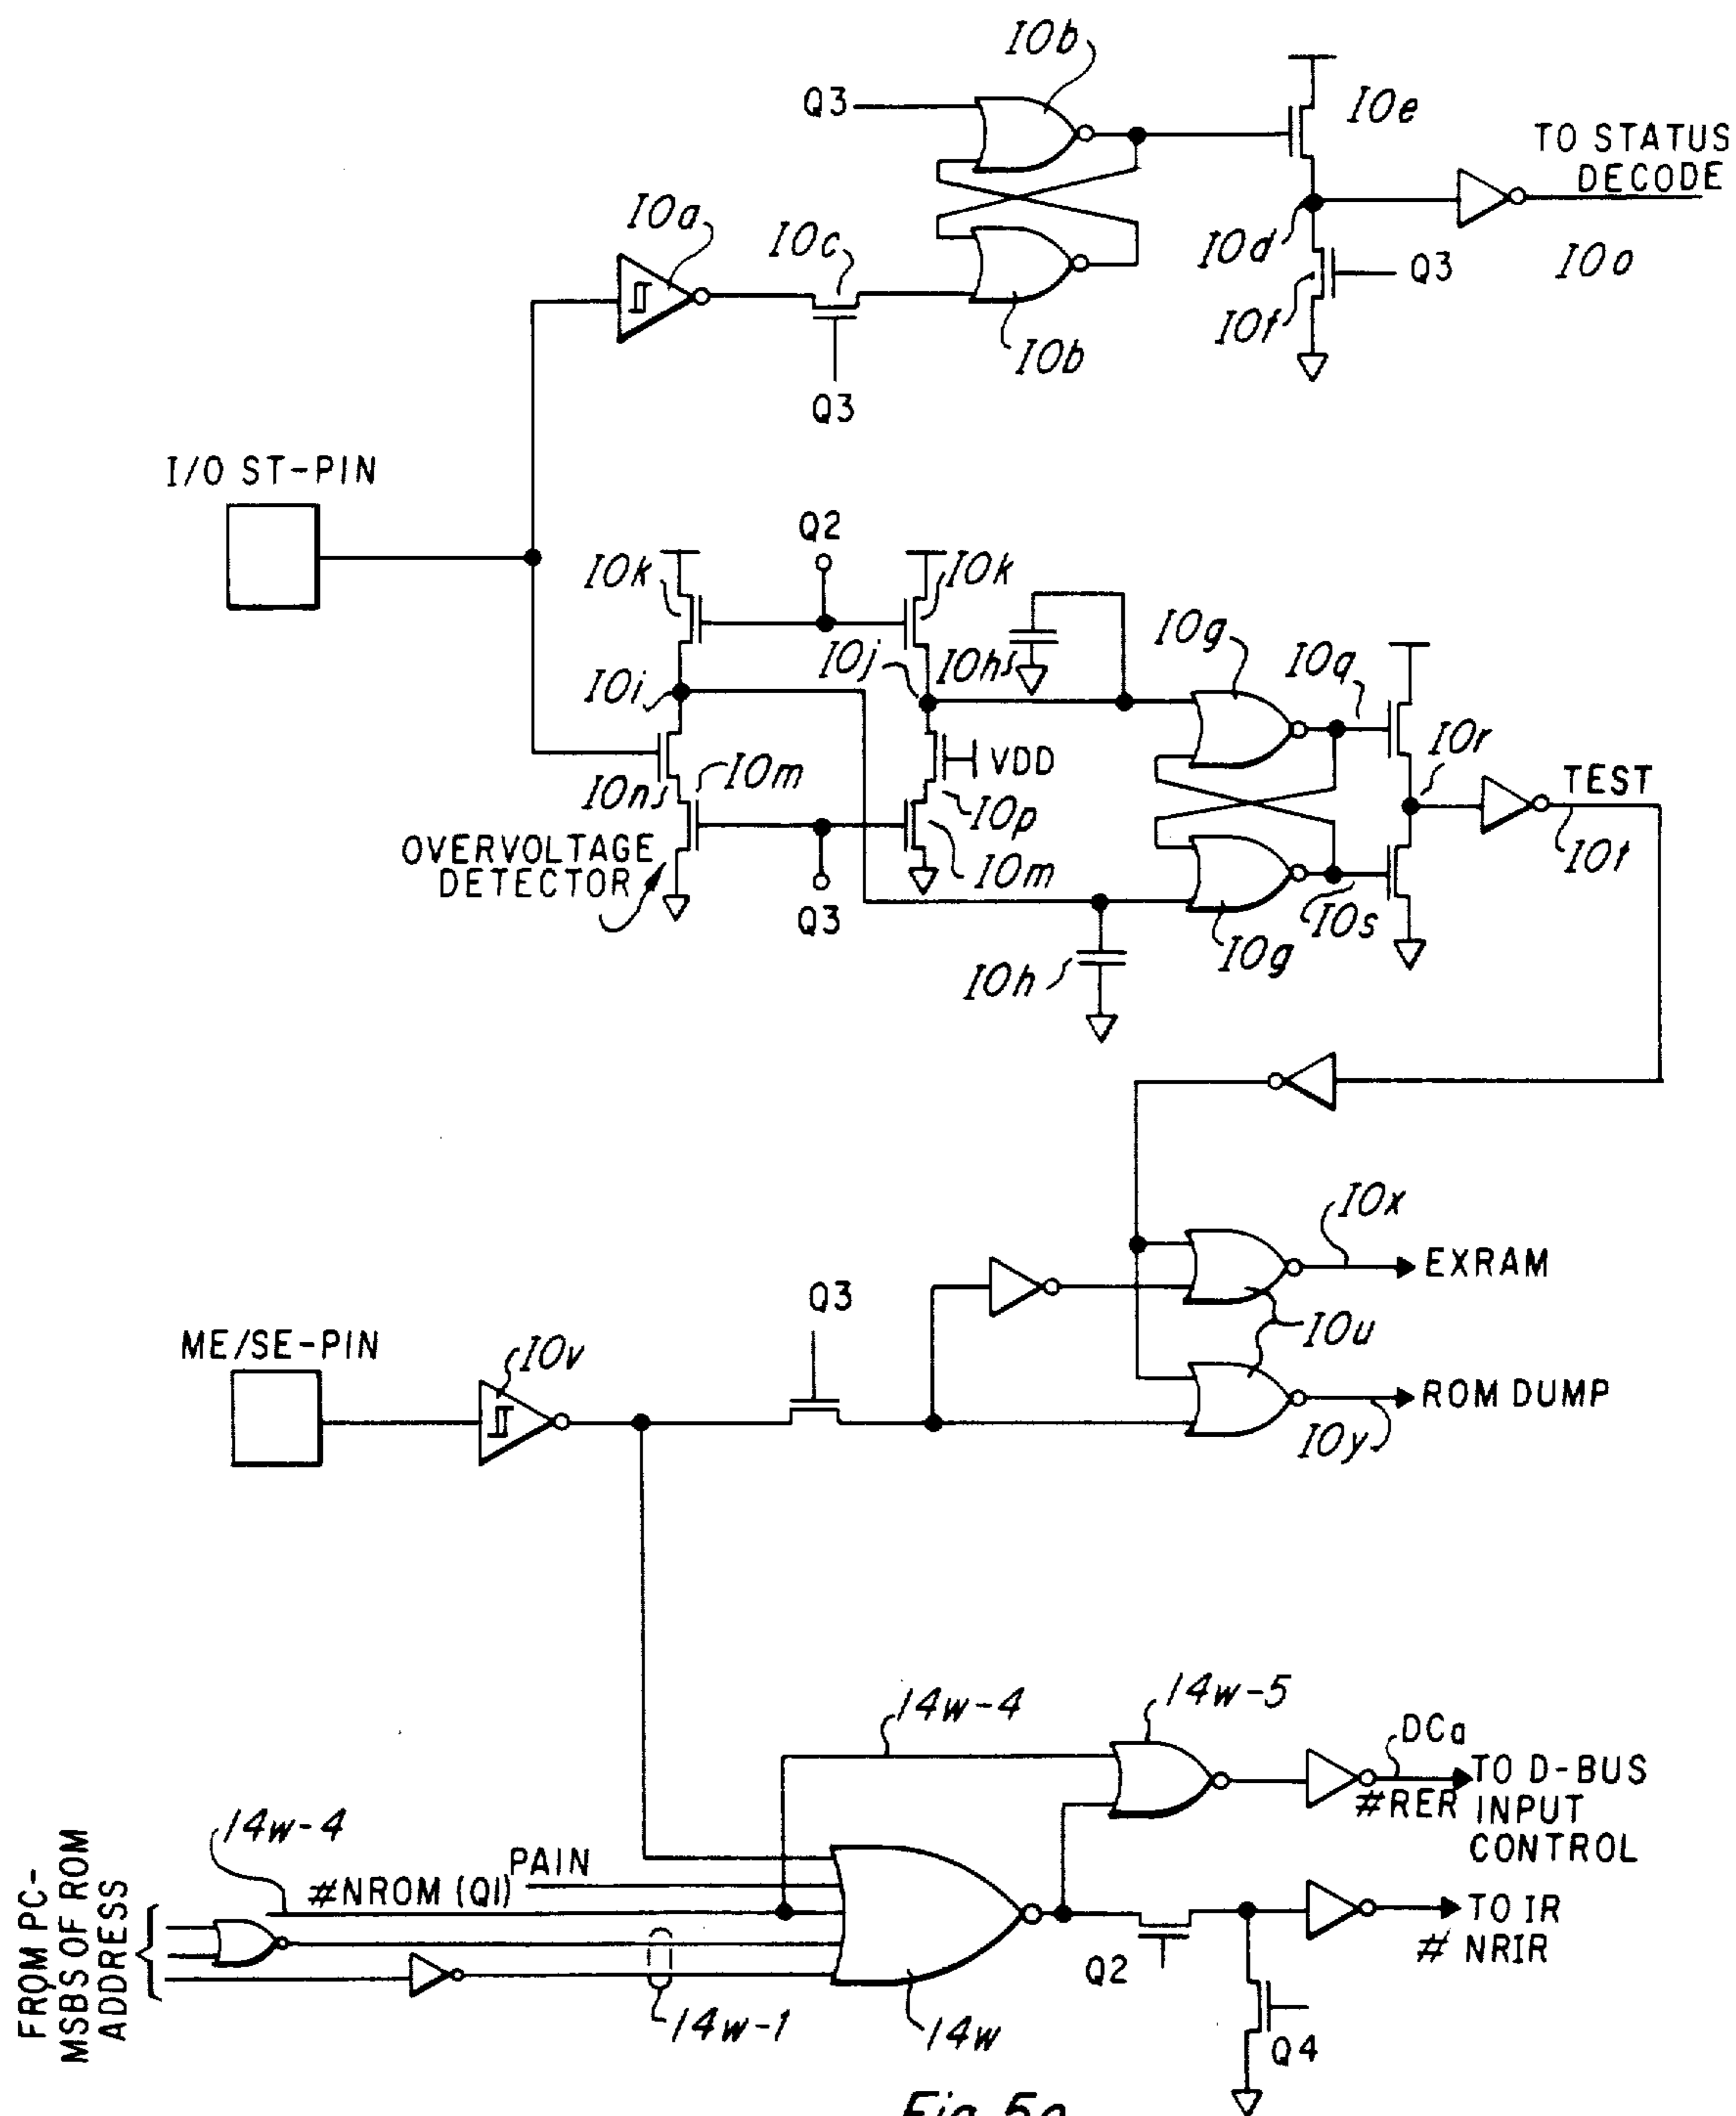 10b
Q3
10e
TO STATUS
DECODE
10a
10c
10d
Q3
10o
10f
10b
Q3
I/O ST-PIN
Q2
10k
10k
10g
10j
10h
10q
10i
10r
VDD
TEST
10n
10m
10p
OVERVOLTAGE
DETECTOR
10m
10t
Q3
10s
10g
10h
10x
EXRAM
Q3
10u
ME/SE-PIN
10v
ROM DUMP
10y
14w-4
14w-5
DCa
TO D-BUS
#RER INPUT
CONTROL
14w-4
PAIN
#NROM (Q1)
TO IR
# NRIR
FROM PC-
MSBS OF ROM
ADDRESS
Q2
14w-1
14w
Q4